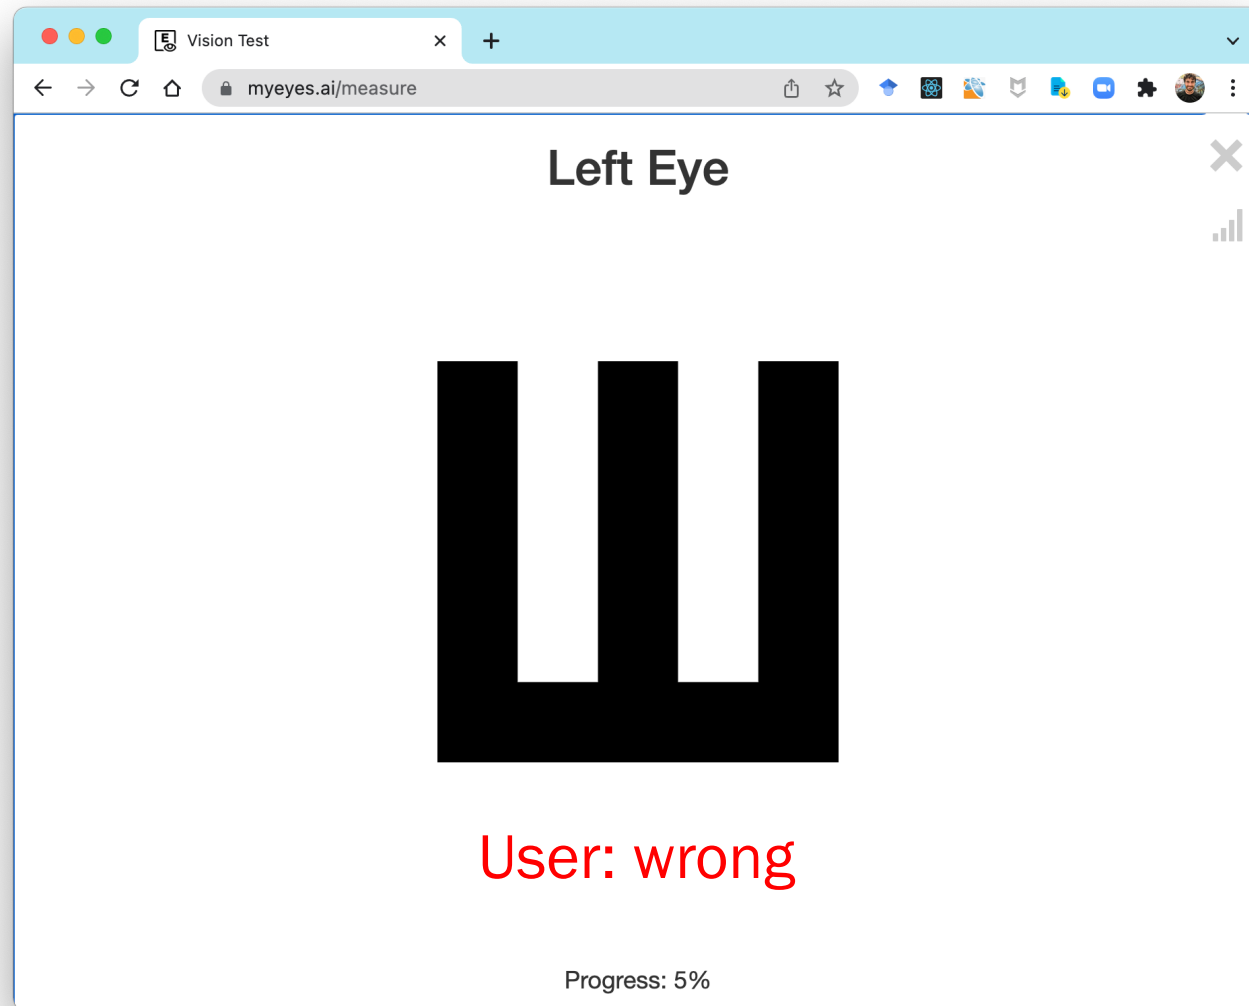 Vision Test
myeyes.ai/measure
Left Eye
E
User: wrong
Progress: 5%